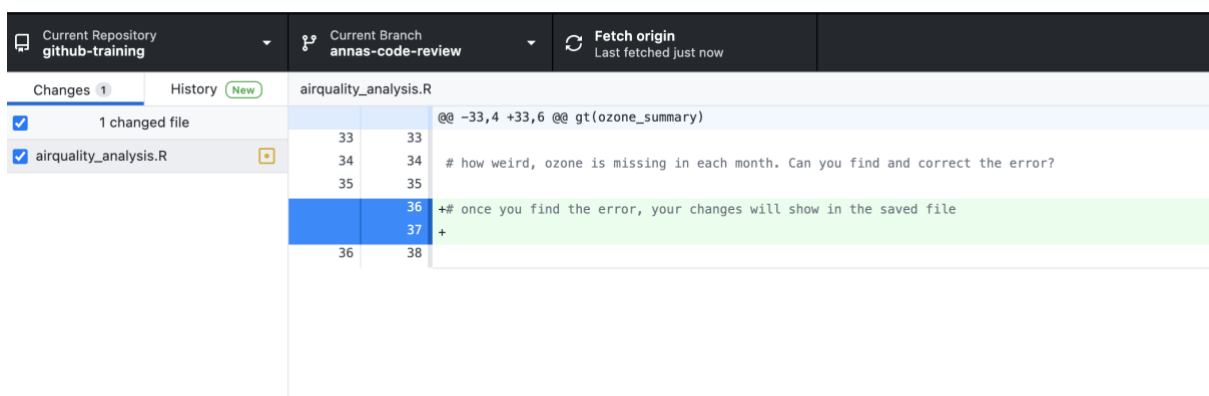 Current Repository
github-training
Current Branch
annas-code-review
Fetch origin
Last fetched just now
Changes 1
History New
airquality_analysis.R
1 changed file
airquality_analysis.R
@@ -33,4 +33,6 @@ gt(ozone_summary)
33 33
34 34 # how weird, ozone is missing in each month. Can you find and correct the error?
35 35
36 +# once you find the error, your changes will show in the saved file
37 +
36 38